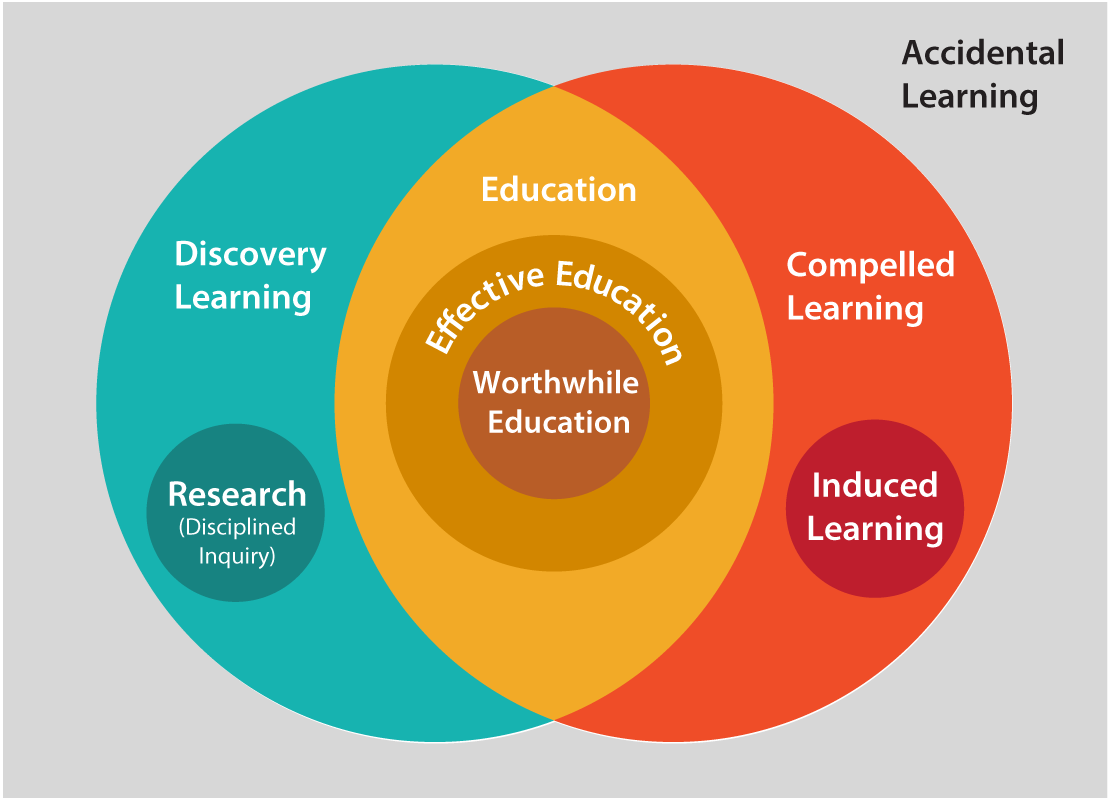 Accidental
Learning
Education
Discovery
Learning
Effective Education
Compelled
Learning
Worthwhile
Education
Research
(Disciplined
Inquiry)
Induced
Learning